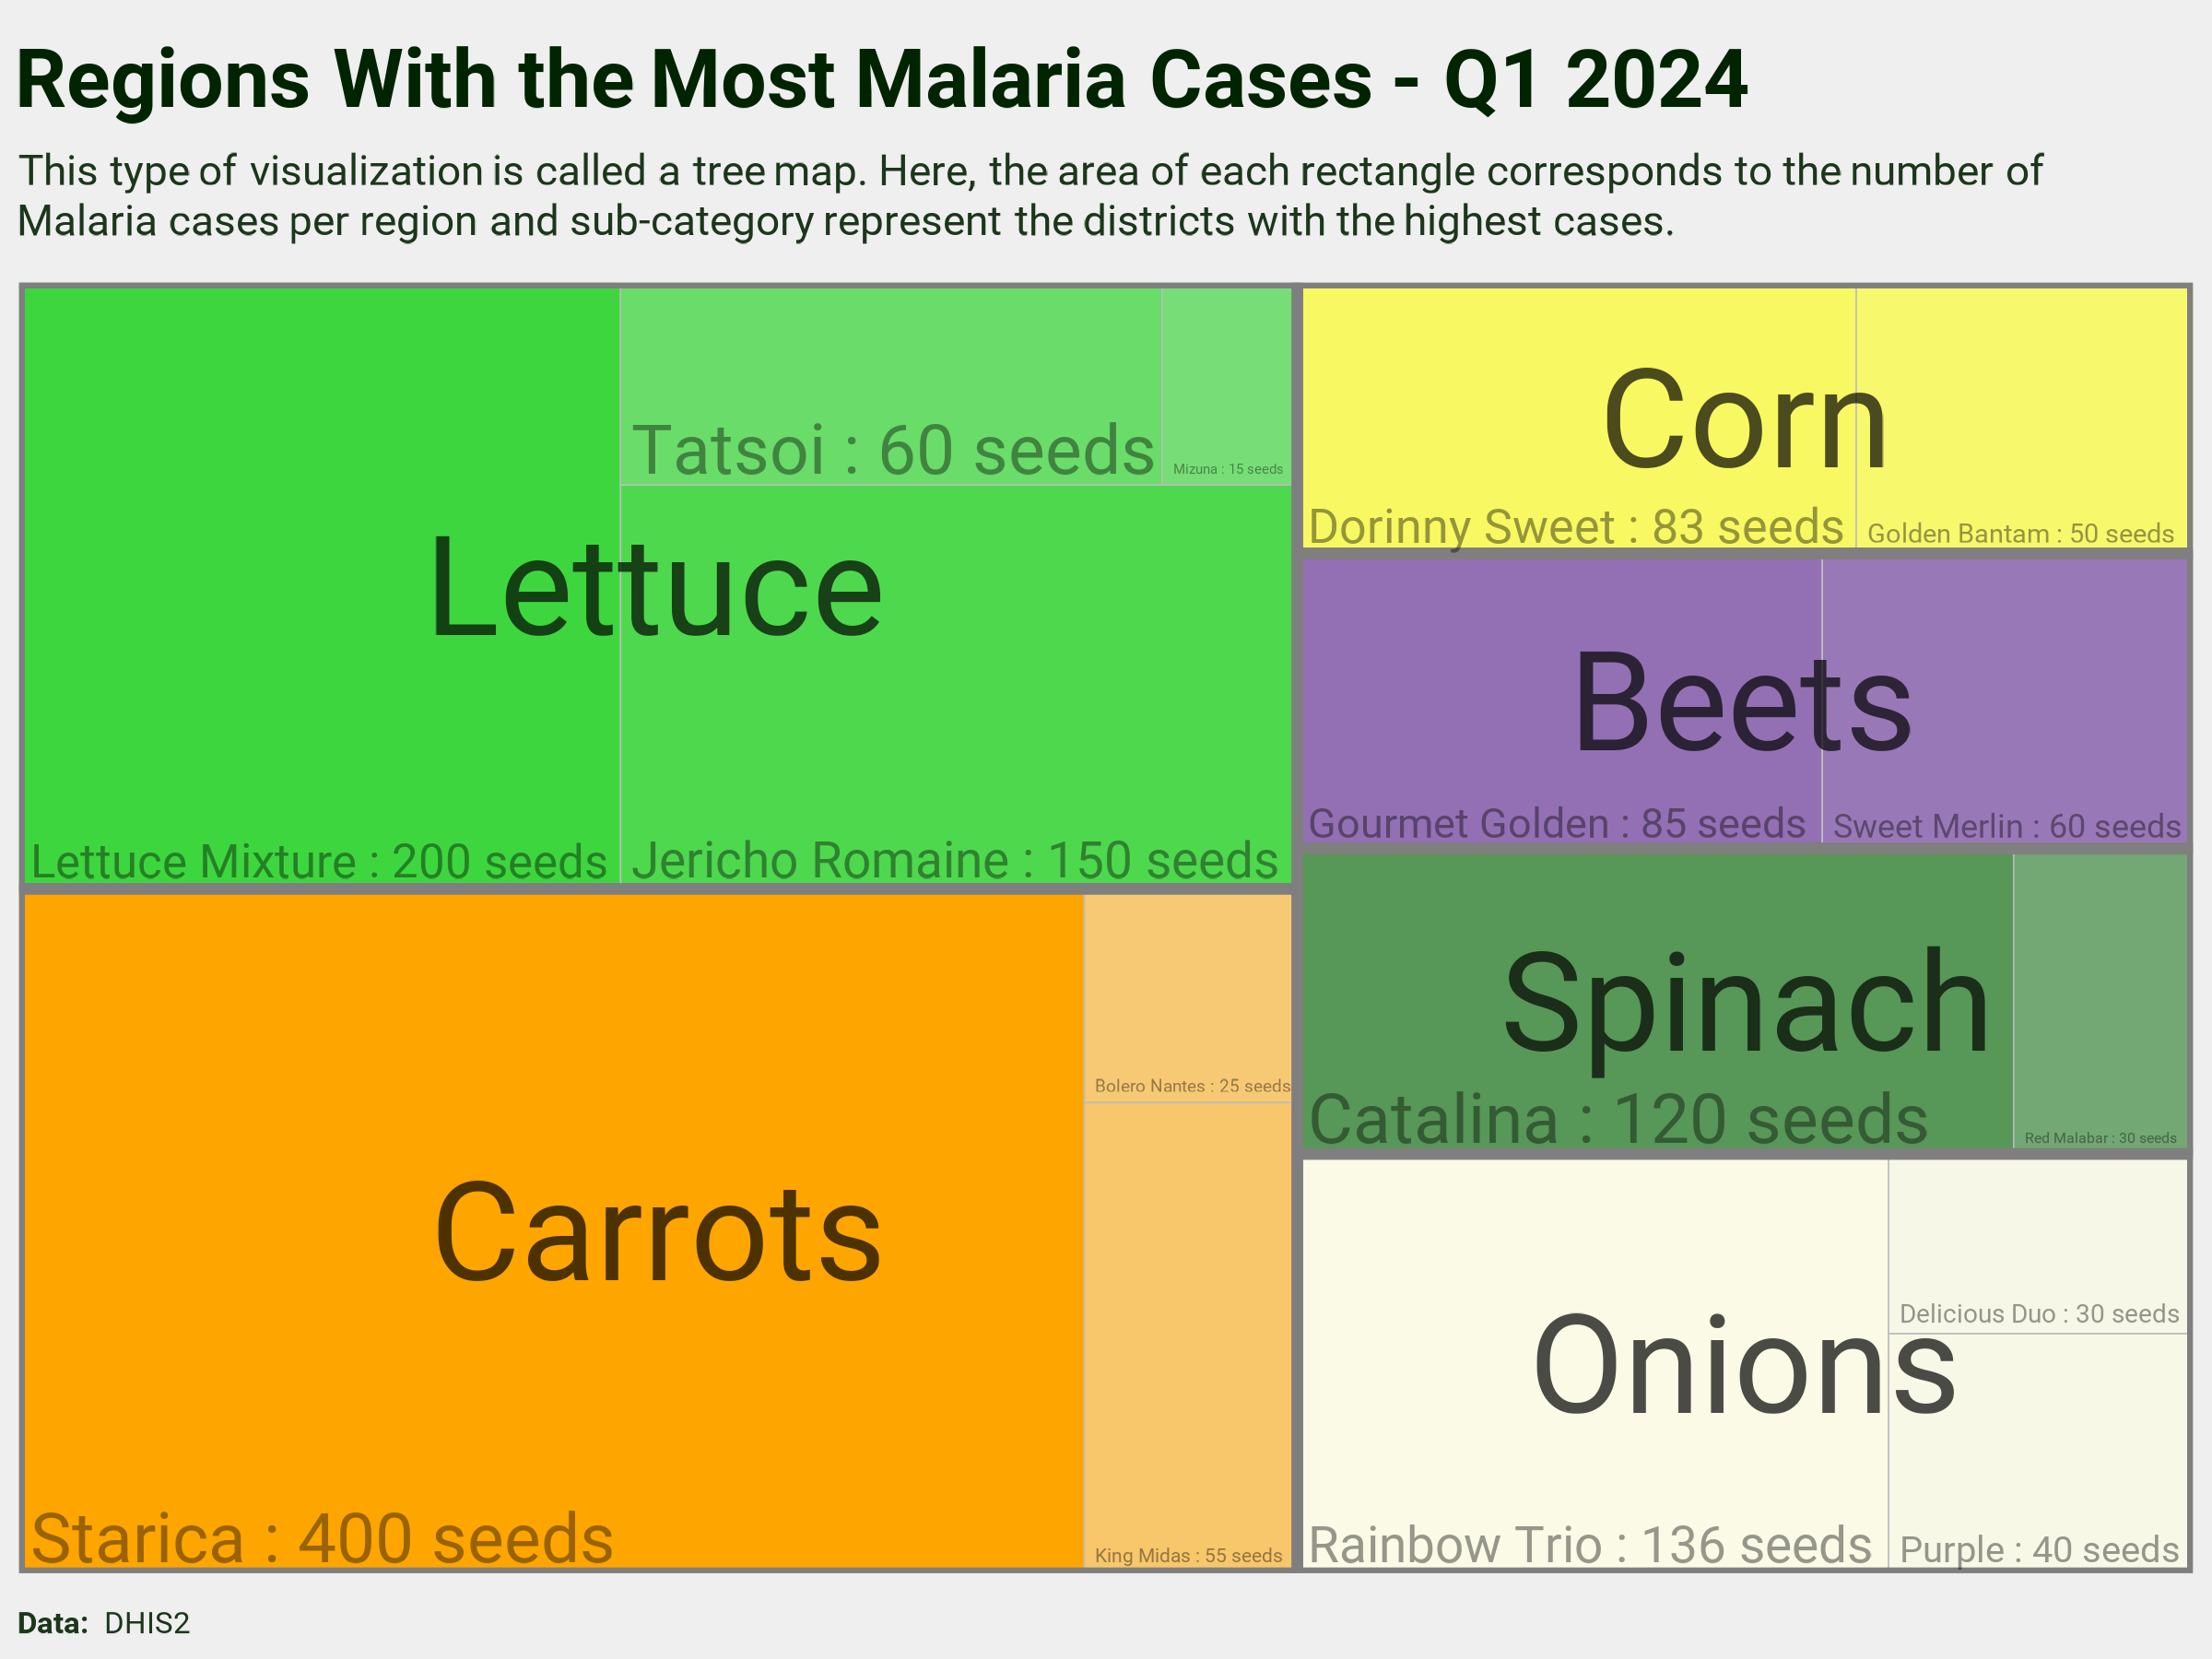 Regions With the Most Malaria Cases - Q1 2024
This type of visualization is called a tree map. Here, the area of each rectangle corresponds to the number of
Malaria cases per region and sub-category represent the districts with the highest cases.
Lettuce
Tatsoi : 60 seeds
Mizuna : 15 seeds
Lettuce Mixture : 200 seeds
Jericho Romaine : 150 seeds
Carrots
Bolero Nantes : 25 seeds
Starica : 400 seeds
King Midas : 55 seeds
Corn
Dorinny Sweet : 83 seeds
Golden Bantam : 50 seeds
Beets
Gourmet Golden : 85 seeds
Sweet Merlin : 60 seeds
Spinach
Catalina : 120 seeds
Red Malabar : 30 seeds
Onions
Delicious Duo : 30 seeds
Rainbow Trio : 136 seeds
Purple : 40 seeds
Data: DHIS2